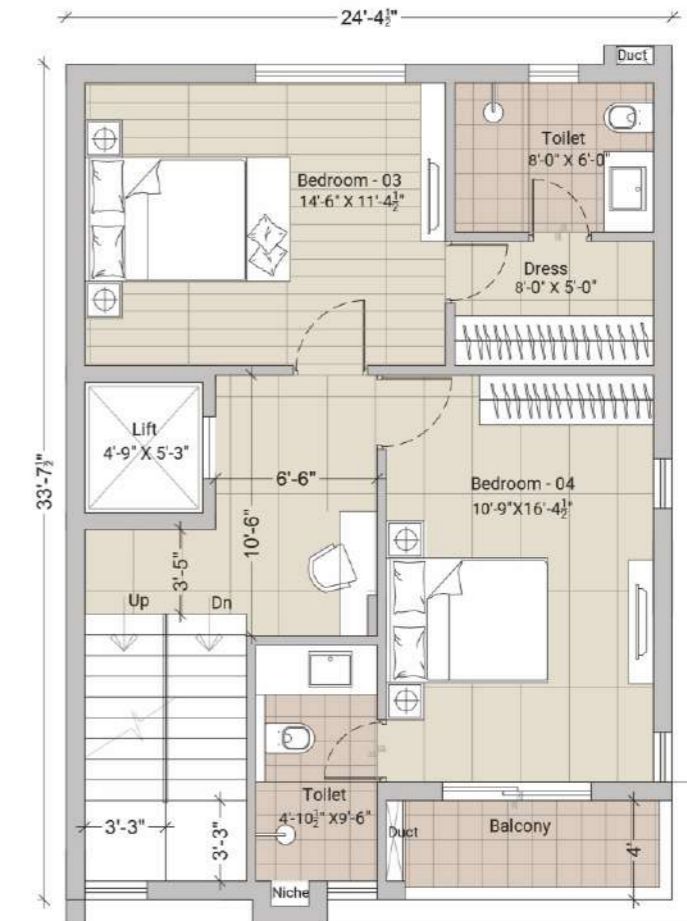 24'-4½"
Duct
Toilet
8'-0" X 6'-0"
Bedroom - 03
14'-6" X 11'-4½"
Dress
8'-0" X 5'-0"
Lift
4'-9" X 5'-3"
6'-6"
Bedroom - 04
10'-9"X16'-4½"
33'-7½"
10'-6"
3'-5"
Up
Dn
Toilet
4'-10½" X9'-6"
3'-3"
3'-3"
Duct
Balcony
4'
Niche